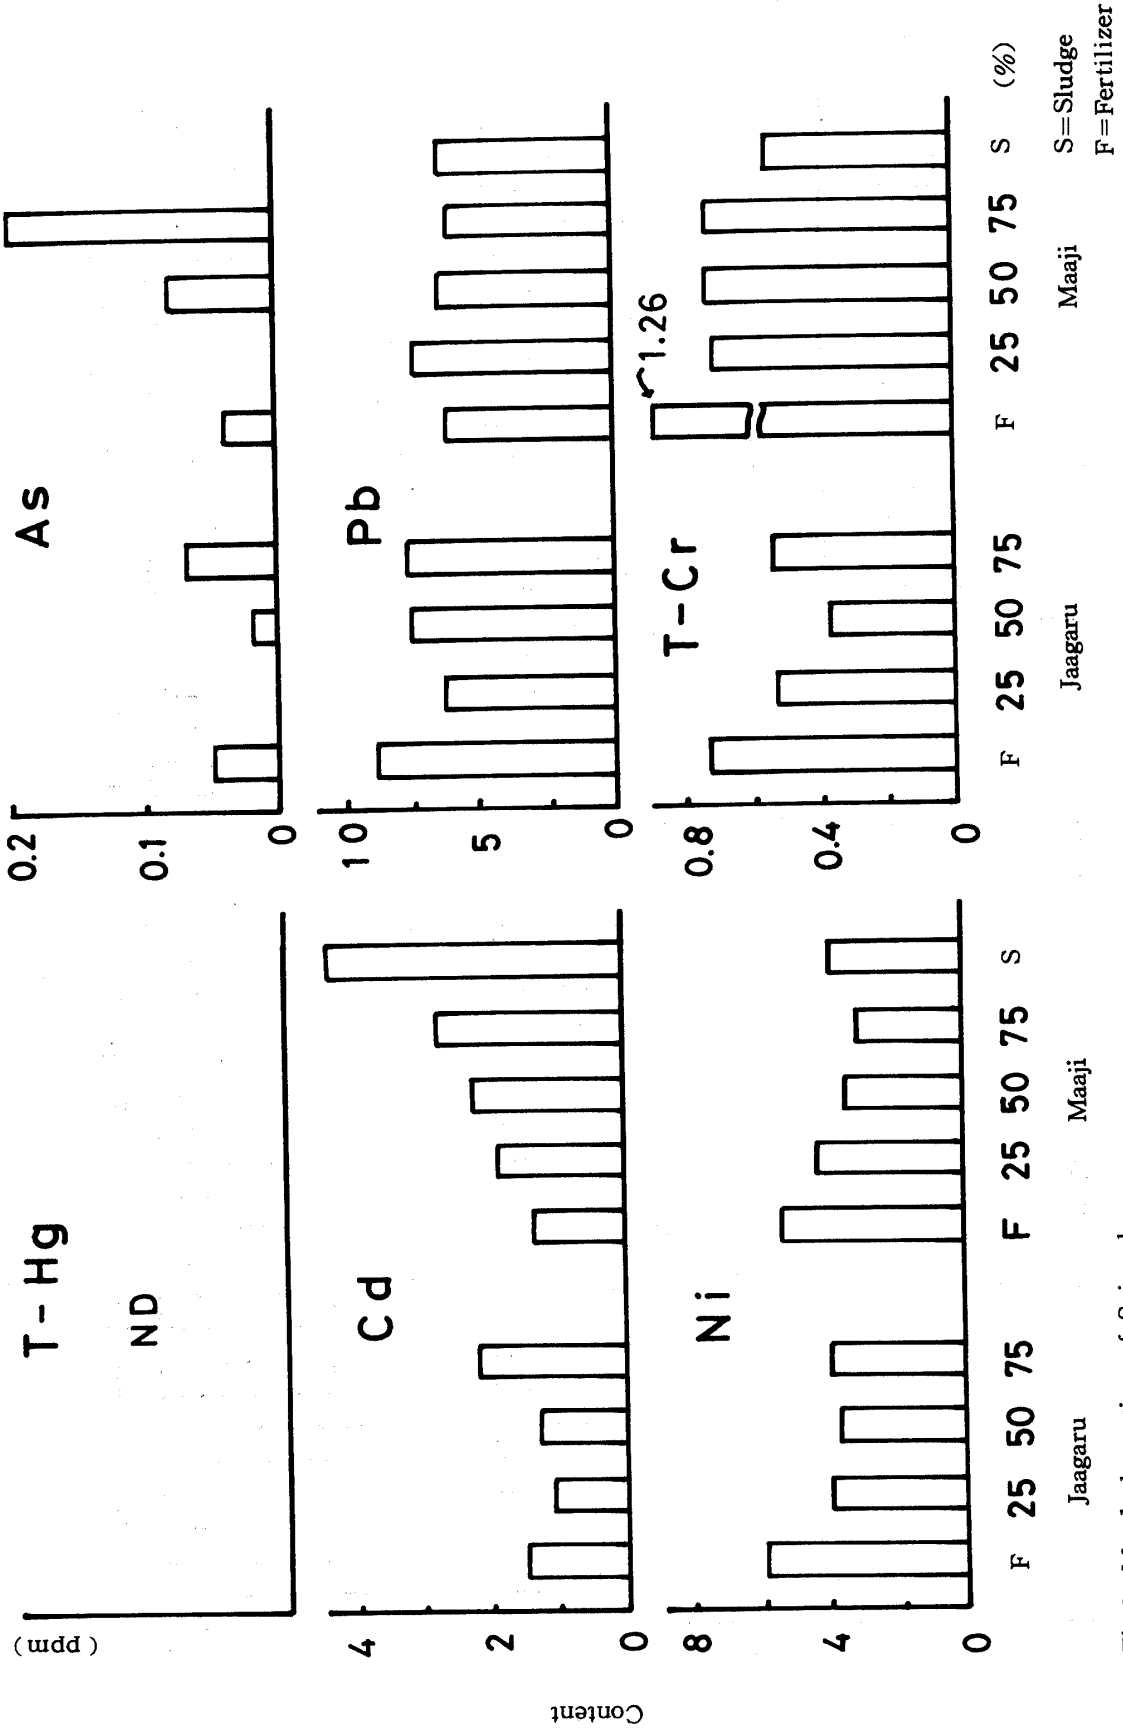 (ppm)
Content
T-Hg
ND
As
0.2
0.1
0
Cd
4
2
0
Pb
10
5
0
Ni
8
4
0
T-Cr
1.26
0.8
0.4
0
F 25 50 75 F 25 50 75 S
Jaagaru Maaji
F 25 50 75 F 25 50 75 S (%)
Jaagaru Maaji
S=Sludge
F=Fertilizer